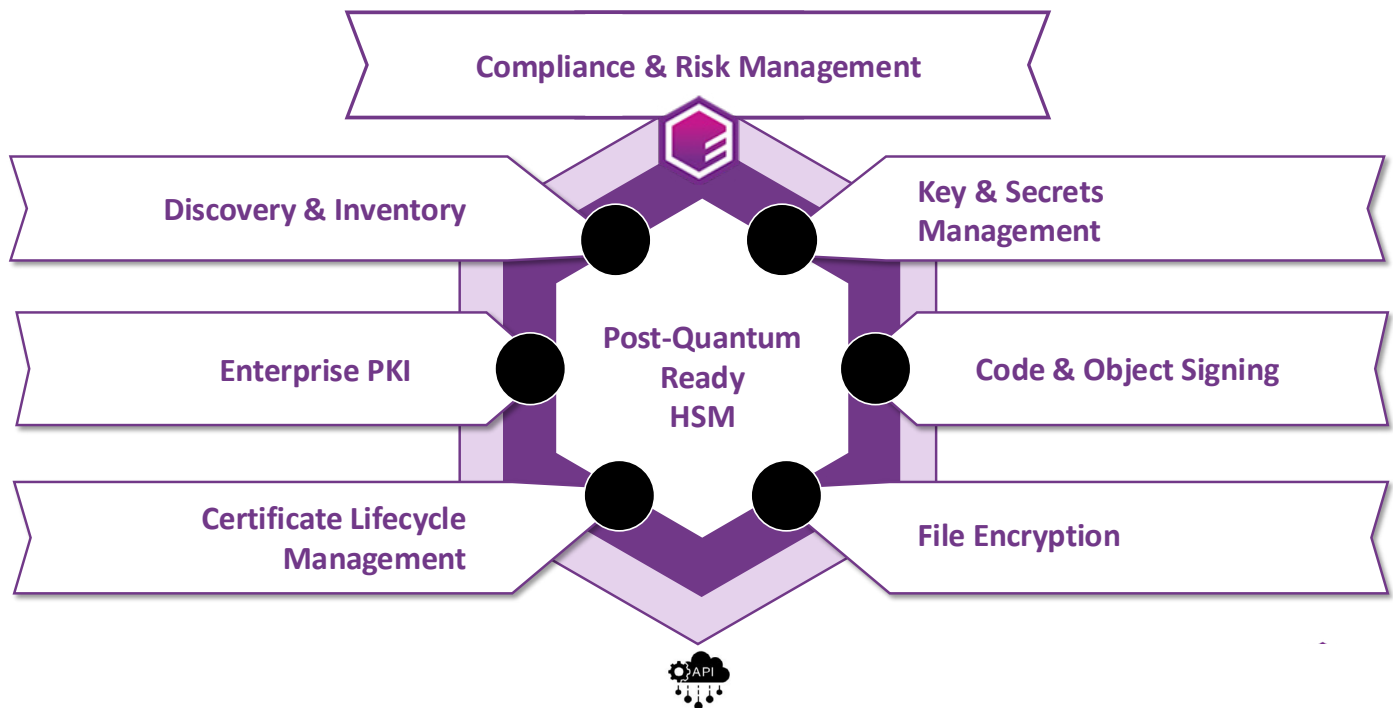 Compliance & Risk Management
Discovery & Inventory
Key & Secrets
Management
Enterprise PKI
Post-Quantum
Ready
HSM
Code & Object Signing
Certificate Lifecycle
Management
File Encryption
API